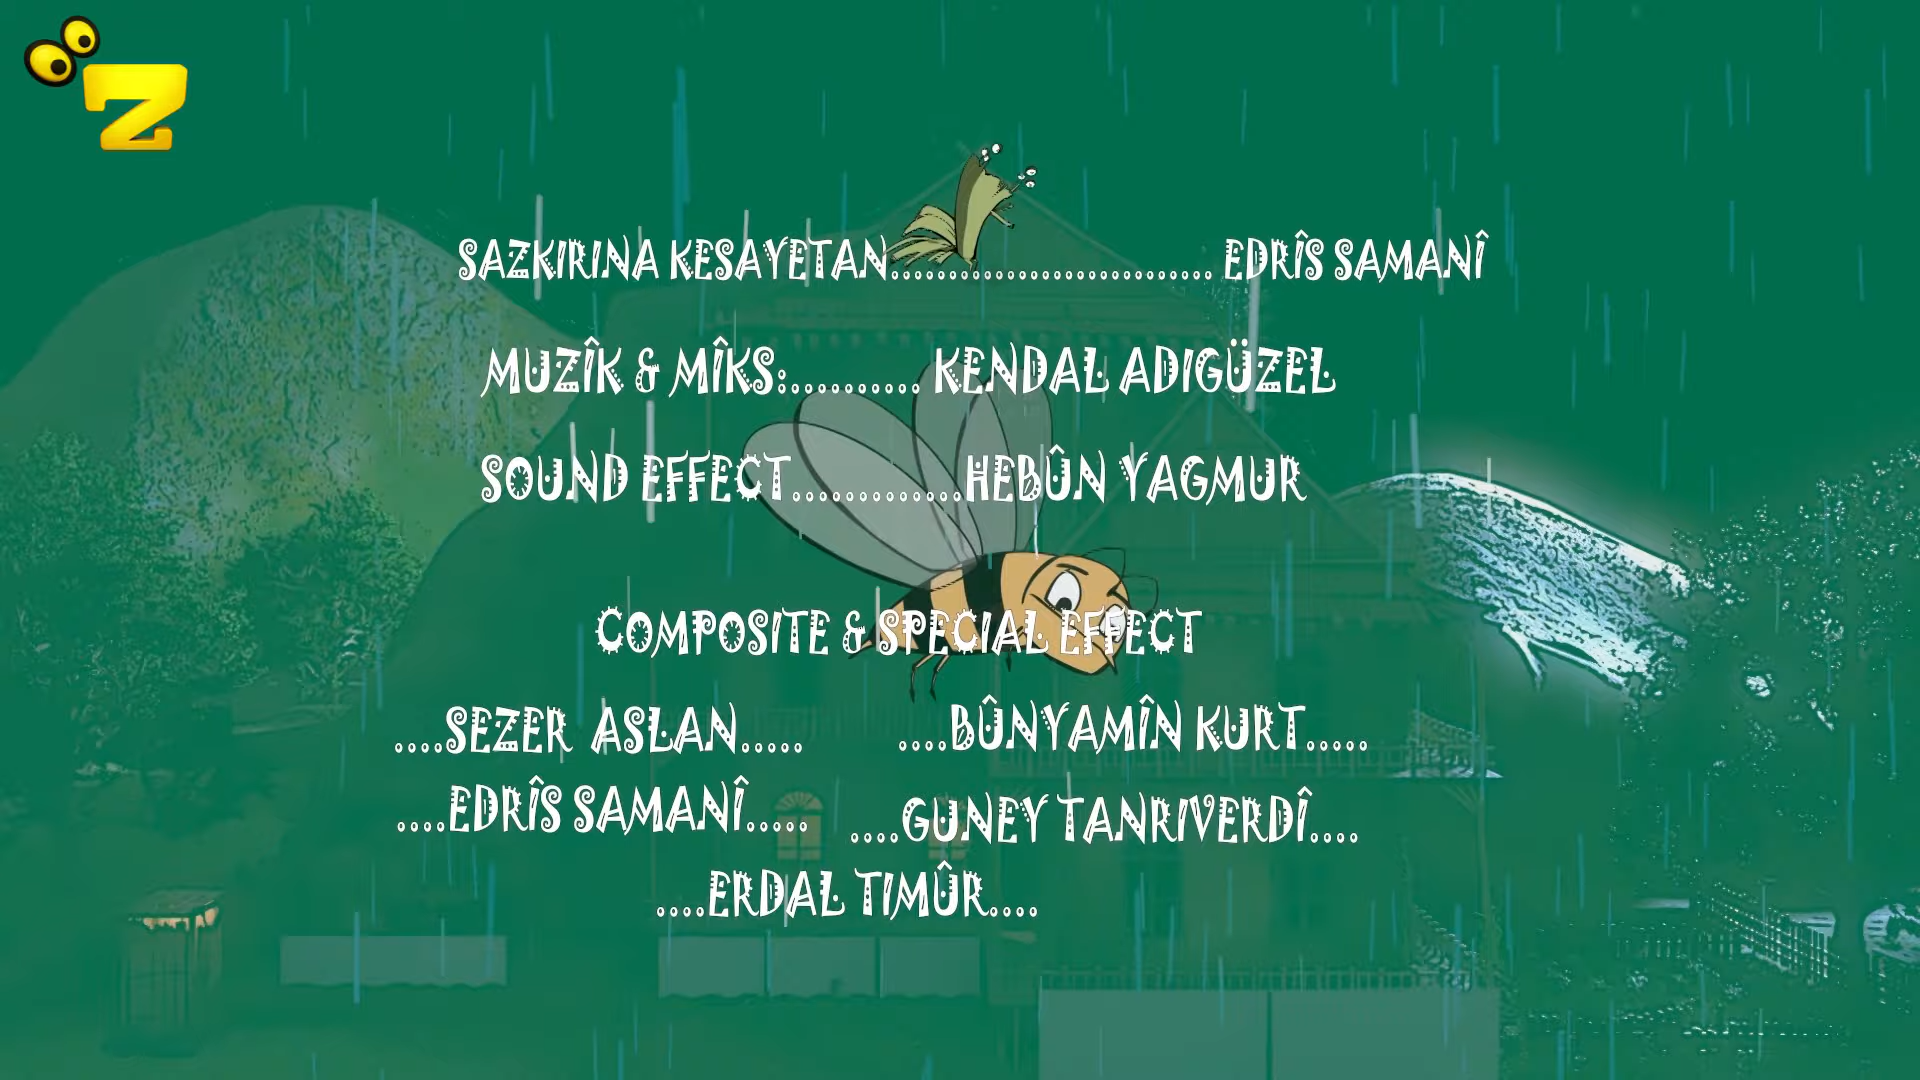 Z
SAZKIRINA KESAYETAN.............................. EDRÎS SAMANÎ
MUZÎK & MÎKS:.......... KENDAL ADIGÜZEL
SOUND EFFECT.............HEBÛN YAGMUR
COMPOSITE & SPECIAL EFFECT
....SEZER ASLAN..... ....BÛNYAMÎN KURT.....
....EDRÎS SAMANÎ..... ....GUNEY TANRIVERDÎ....
....ERDAL TIMÛR....